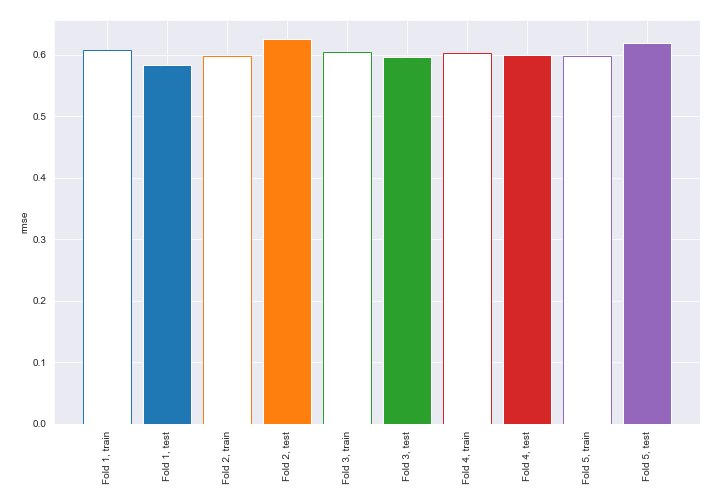 0.6
0.5
0.4
0.3
0.2
0.1
0.0
rmse
Fold 1, train
Fold 1, test
Fold 2, train
Fold 2, test
Fold 3, train
Fold 3, test
Fold 4, train
Fold 4, test
Fold 5, train
Fold 5, test